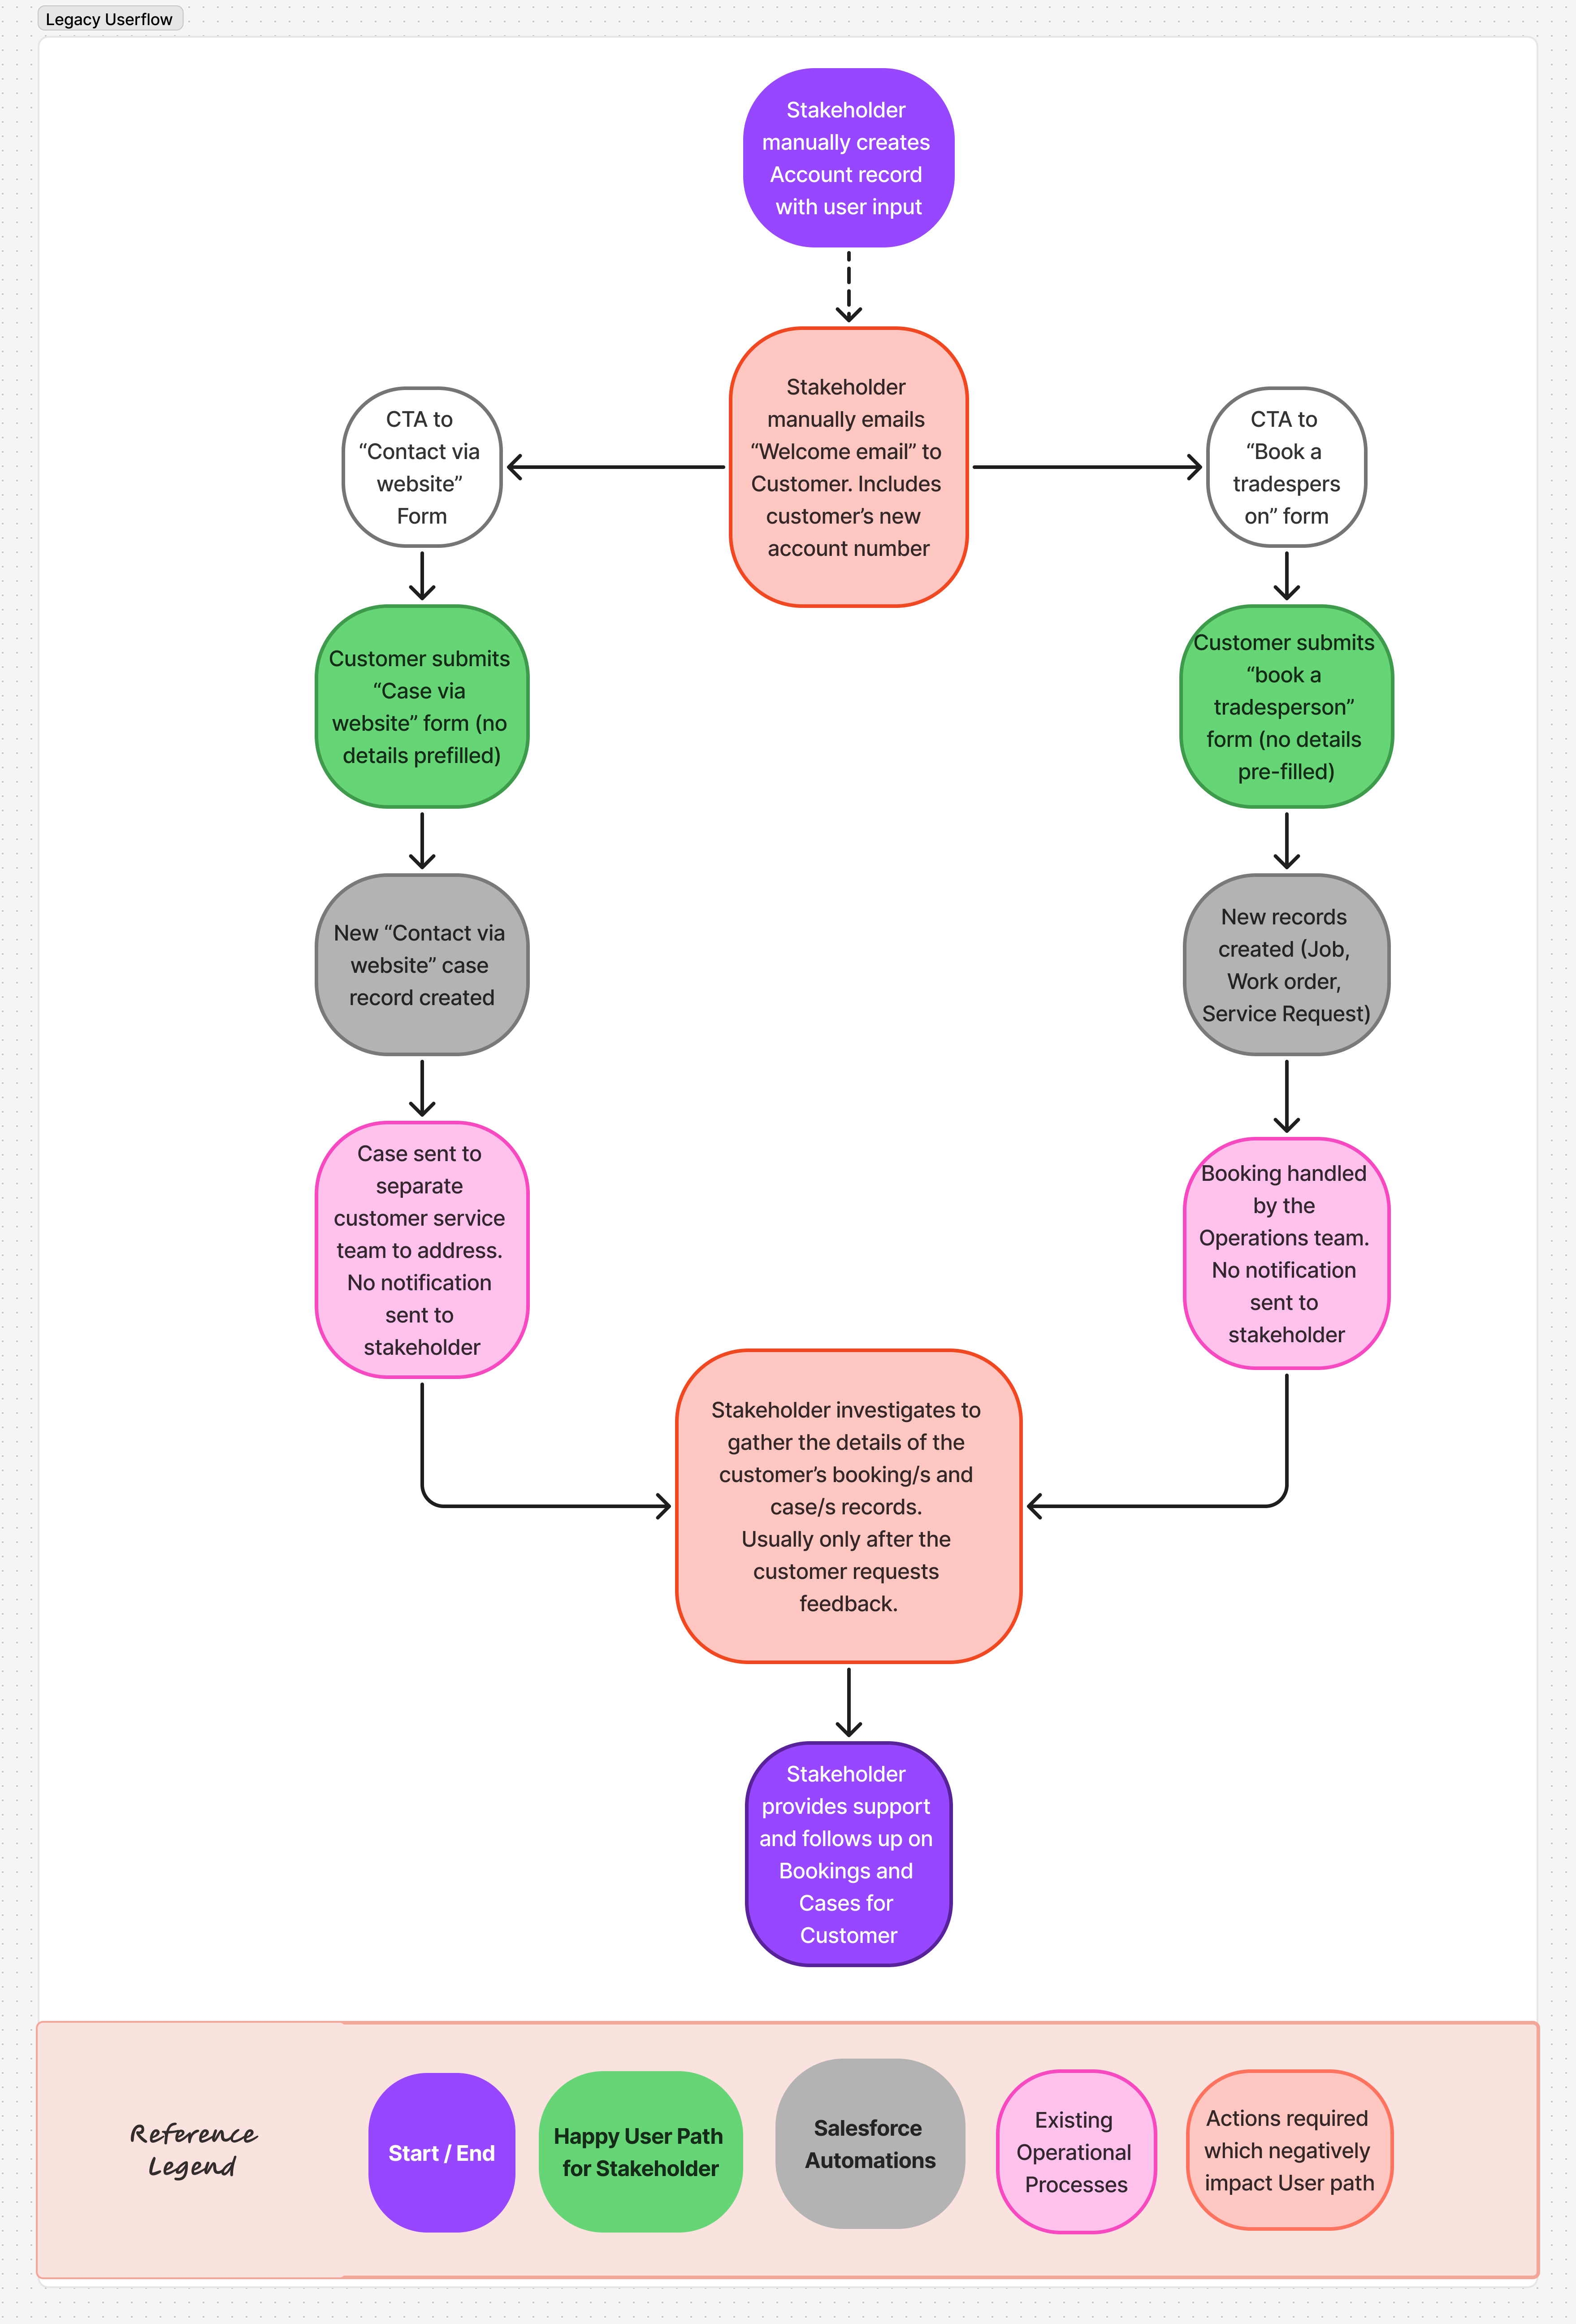 Legacy Userflow
Stakeholder
manually creates
Account record
with user input
Stakeholder
manually emails
“Welcome email” to
Customer. Includes
customer’s new
account number
CTA to
“Contact via
website”
Form
CTA to
“Book a
tradespers
on” form
Customer submits
“Case via
website” form (no
details prefilled)
Customer submits
“book a
tradesperson”
form (no details
pre-filled)
New “Contact via
website” case
record created
New records
created (Job,
Work order,
Service Request)
Case sent to
separate
customer service
team to address.
No notification
sent to
stakeholder
Booking handled
by the
Operations team.
No notification
sent to
stakeholder
Stakeholder investigates to
gather the details of the
customer’s booking/s and
case/s records.
Usually only after the
customer requests
feedback.
Stakeholder
provides support
and follows up on
Bookings and
Cases for
Customer
Reference
Legend
Start / End
Happy User Path
for Stakeholder
Salesforce
Automations
Existing
Operational
Processes
Actions required
which negatively
impact User path